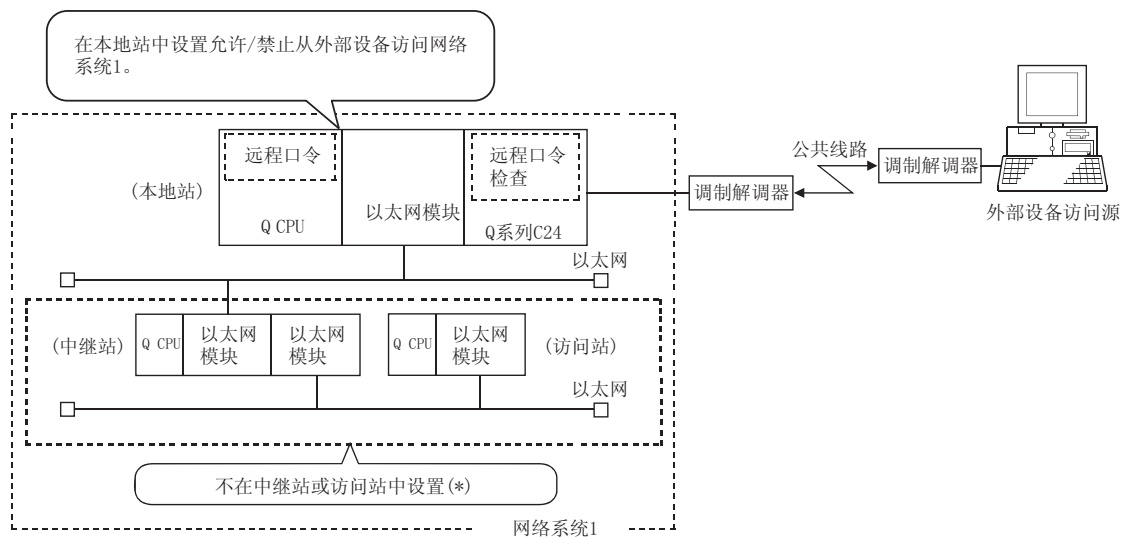 在本地站中设置允许/禁止从外部设备访问网络
系统1。
远程口令
远程口令
检查
(本地站)
以太网模块
Q CPU
Q系列C24
调制解调器
公共线路
调制解调器
外部设备访问源
以太网
(中继站)
Q CPU
以太网
模块
以太网
模块
Q CPU
以太网
模块
(访问站)
以太网
不在中继站或访问站中设置(*)
网络系统1